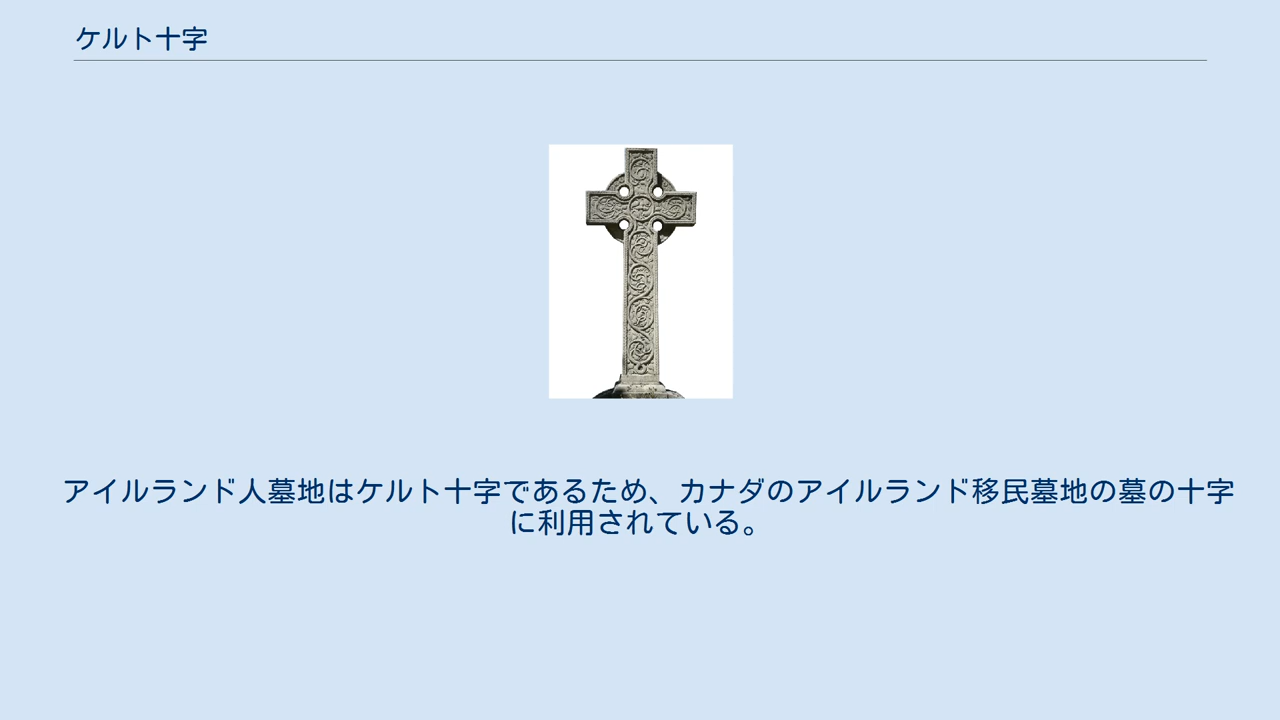 ケルト十字
アイルランド人墓地はケルト十字であるため、カナダのアイルランド移民墓地の墓の十字
に利用されている。